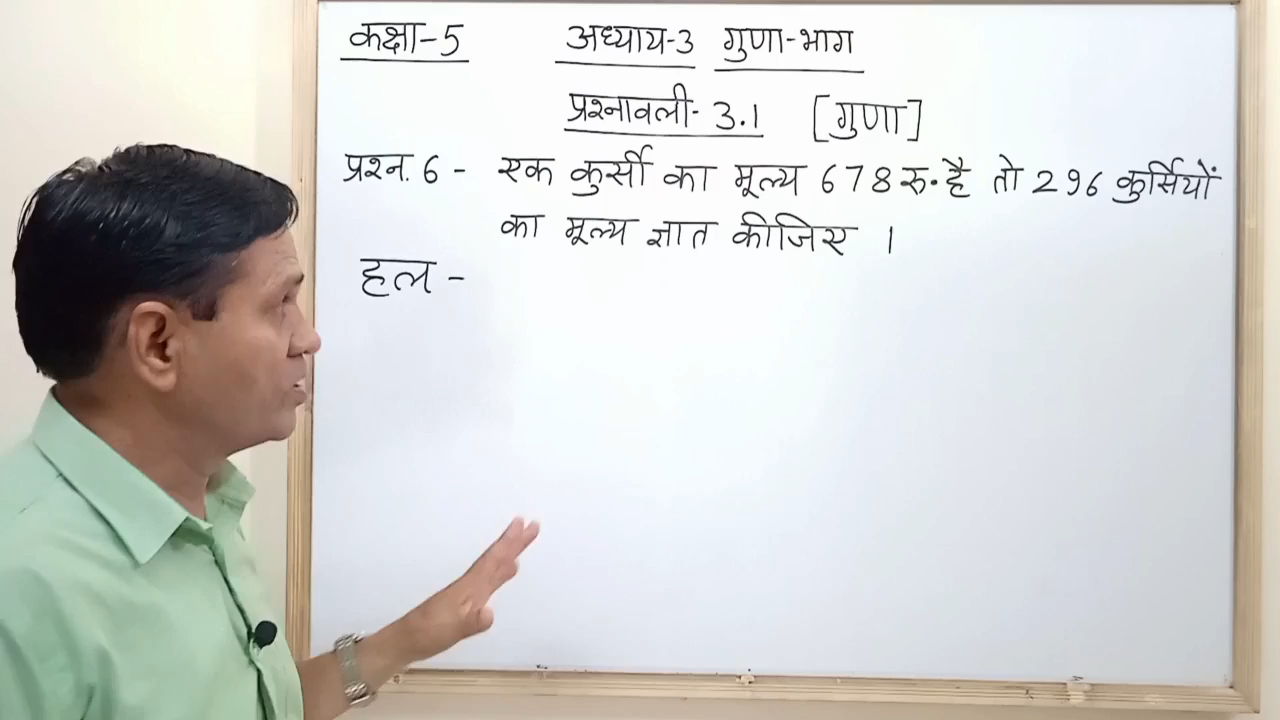 कक्षा-5 अध्याय-3 गुणा-भाग
प्रश्नावली- 3.1 [गुणा]
प्रश्न. 6 - एक कुर्सी का मूल्य 678 रु. है तो 296 कुर्सियों
का मूल्य ज्ञात कीजिए ।
हल -